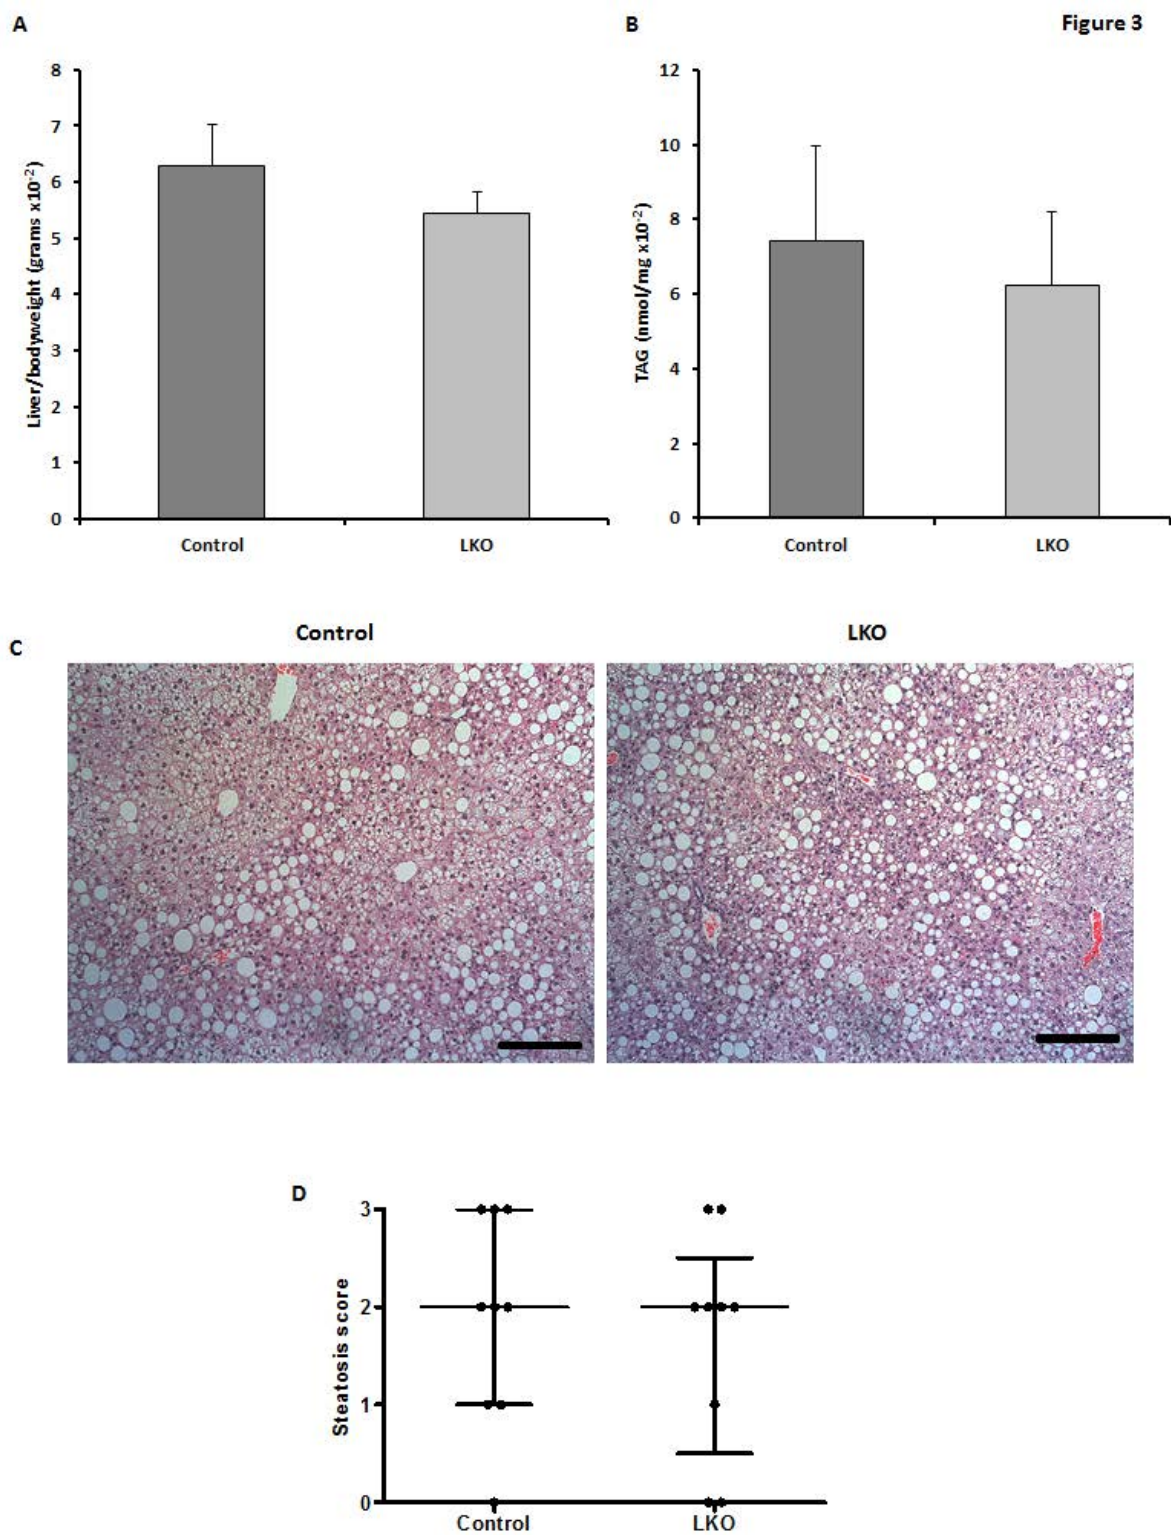 A
B
Figure 3
8
7
6
5
4
3
2
1
0
Liver/bodyweight (grams x10⁻²)
Control
LKO
12
10
8
6
4
2
0
TAG (nmol/mg x10⁻²)
Control
LKO
C
Control
LKO
D
3
2
1
0
Steatosis score
Control
LKO